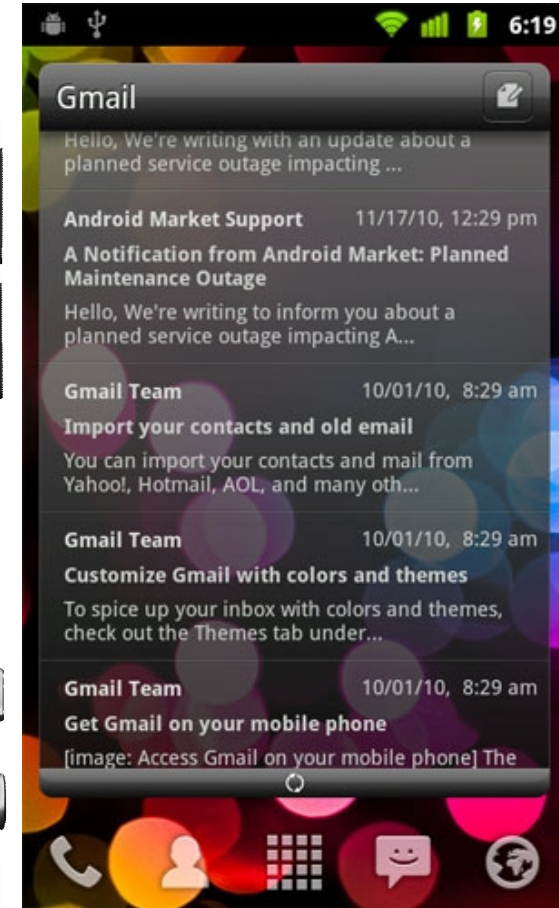 6:19
Gmail
Hello, We're writing with an update about a
planned service outage impacting ...
Android Market Support 11/17/10, 12:29 pm
A Notification from Android Market: Planned
Maintenance Outage
Hello, We're writing to inform you about a
planned service outage impacting A...
Gmail Team 10/01/10, 8:29 am
Import your contacts and old email
You can import your contacts and mail from
Yahoo!, Hotmail, AOL, and many oth...
Gmail Team 10/01/10, 8:29 am
Customize Gmail with colors and themes
To spice up your inbox with colors and themes,
check out the Themes tab under...
Gmail Team 10/01/10, 8:29 am
Get Gmail on your mobile phone
[image: Access Gmail on your mobile phone] The